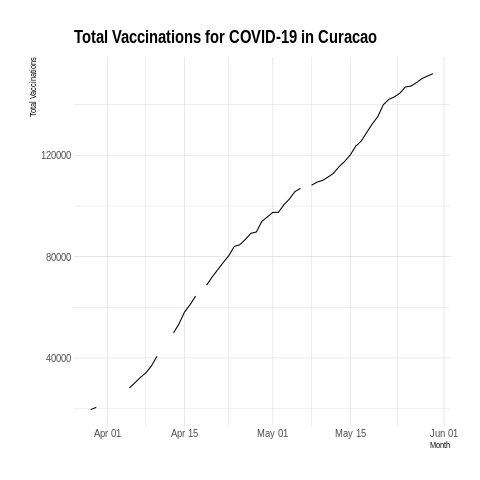 Total Vaccinations for COVID-19 in Curacao
Total Vaccinations
120000
80000
40000
Apr 01 Apr 15 May 01 May 15 Jun 01
Month